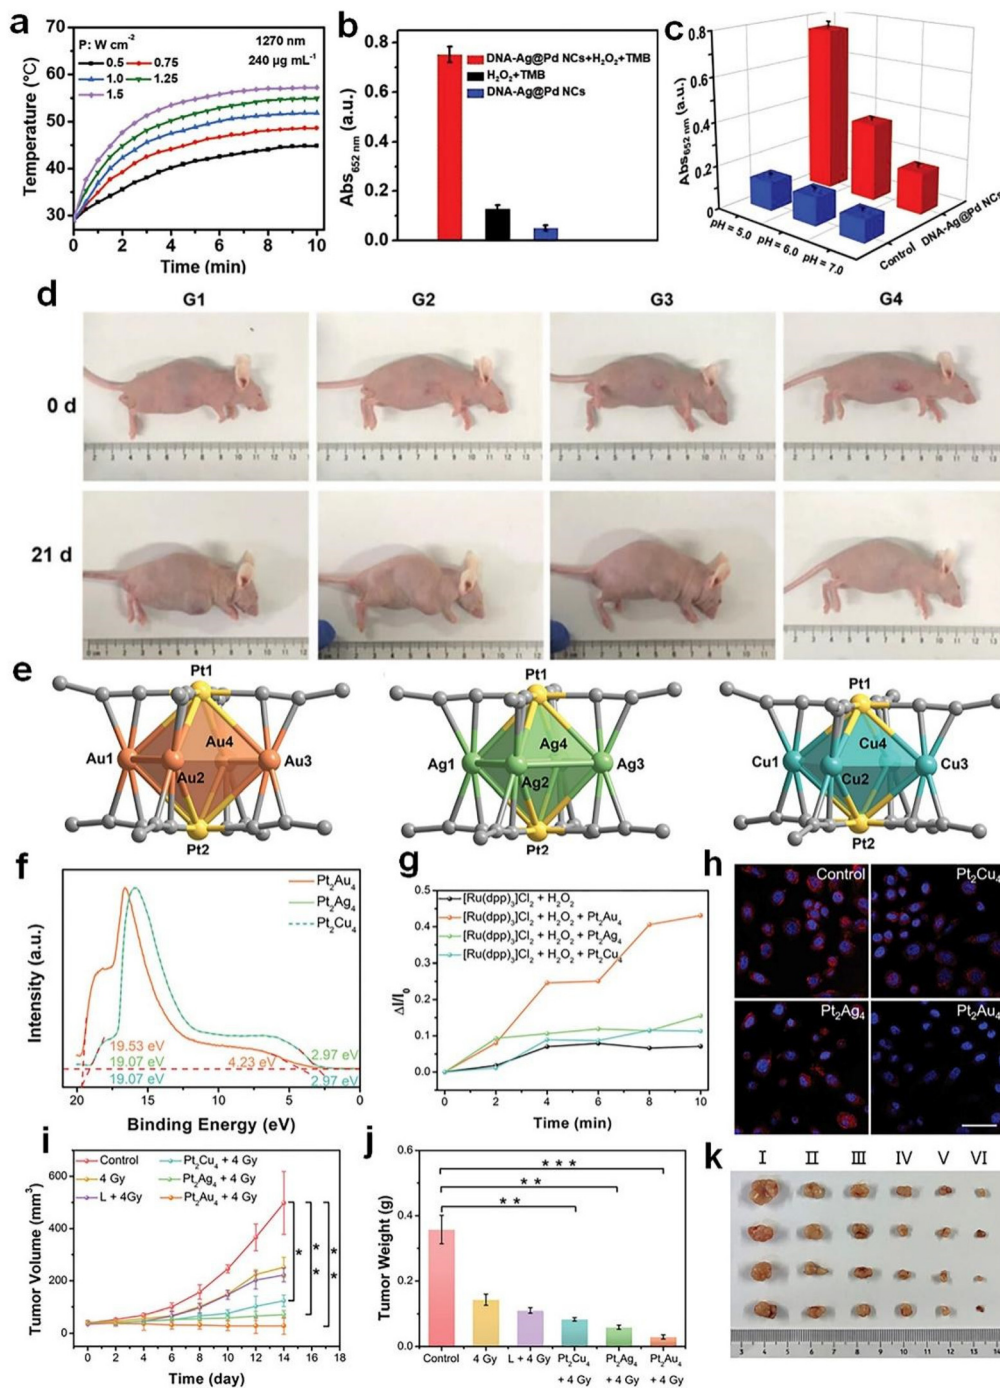 a
P: W cm-2
1270 nm
240 µg mL-1
0.5
0.75
1.0
1.25
1.5
Temperature (°C)
70
60
50
40
30
0
2
4
6
8
10
Time (min)
b
DNA-Ag@Pd NCs+H2O2+TMB
H2O2+TMB
DNA-Ag@Pd NCs
Abs652 nm (a.u.)
0.8
0.6
0.4
0.2
0.0
c
Abs652 nm (a.u.)
0.8
0.6
0.4
0.2
0
pH = 5.0
pH = 6.0
pH = 7.0
Control
DNA-Ag@Pd NCs
d
G1
G2
G3
G4
0 d
21 d
e
Pt1
Au1
Au2
Au4
Au3
Pt2
Pt1
Ag1
Ag2
Ag4
Ag3
Pt2
Pt1
Cu1
Cu2
Cu4
Cu3
Pt2
f
Pt2Au4
Pt2Ag4
Pt2Cu4
Intensity (a.u.)
19.53 eV
19.07 eV
19.07 eV
4.23 eV
2.97 eV
2.97 eV
20
15
10
5
0
Binding Energy (eV)
g
[Ru(dpp)3]Cl2 + H2O2
[Ru(dpp)3]Cl2 + H2O2 + Pt2Au4
[Ru(dpp)3]Cl2 + H2O2 + Pt2Ag4
[Ru(dpp)3]Cl2 + H2O2 + Pt2Cu4
ΔI/I0
0.5
0.4
0.3
0.2
0.1
0.0
0
2
4
6
8
10
Time (min)
h
Control
Pt2Cu4
Pt2Ag4
Pt2Au4
i
Control
4 Gy
L + 4Gy
Pt2Cu4 + 4 Gy
Pt2Ag4 + 4 Gy
Pt2Au4 + 4 Gy
Tumor Volume (mm3)
600
400
200
0
*
* *
* *
0
2
4
6
8
10
12
14
16
18
Time (day)
j
* * *
* *
* *
Tumor Weight (g)
0.6
0.4
0.2
0.0
Control
4 Gy
L + 4 Gy
Pt2Cu4 + 4 Gy
Pt2Ag4 + 4 Gy
Pt2Au4 + 4 Gy
k
I
II
III
IV
V
VI
3
4
5
6
7
8
9
10
11
12
13
14